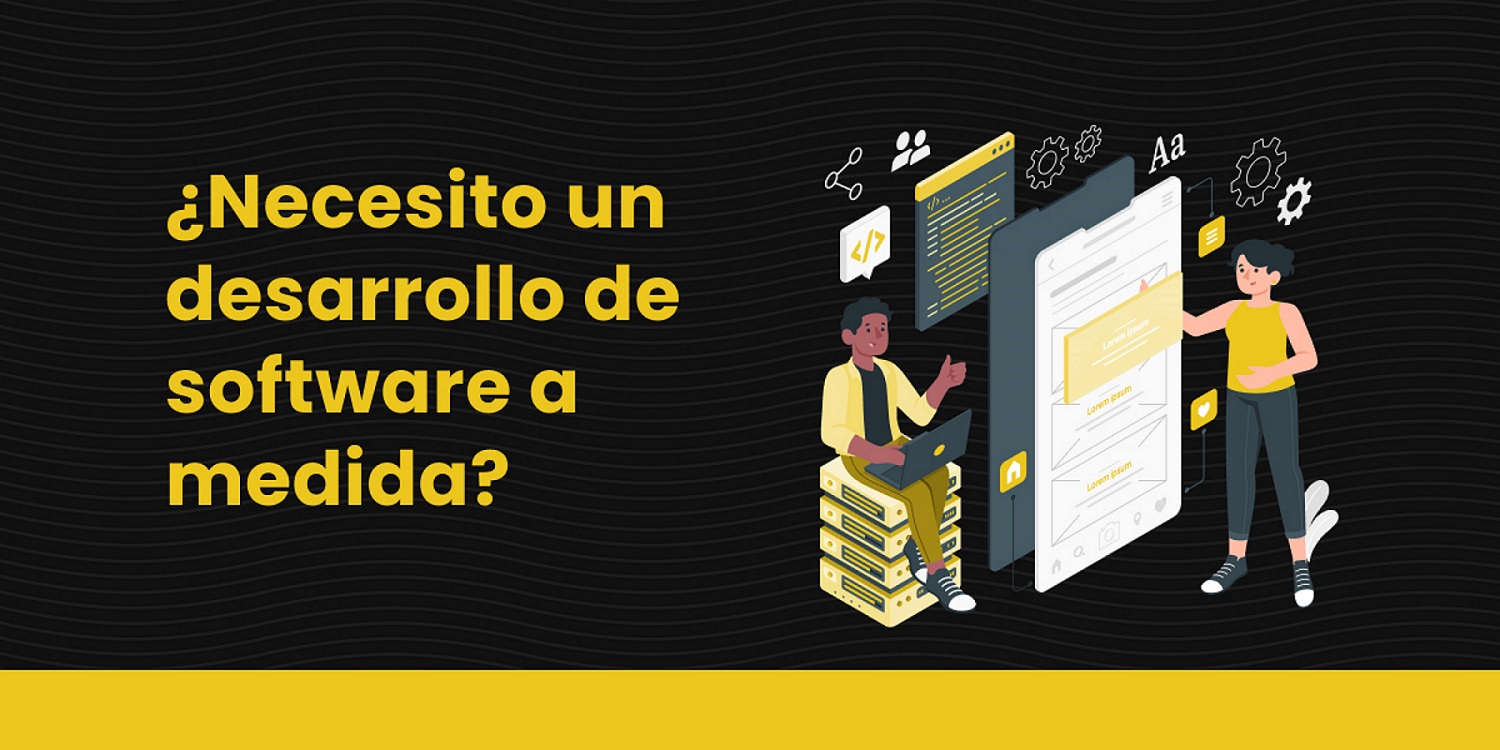 ¿Necesito un
desarrollo de
software a
medida?
</>
</> ...
Aa
Lorem Ipsum
Lorem Ipsum
Lorem Ipsum